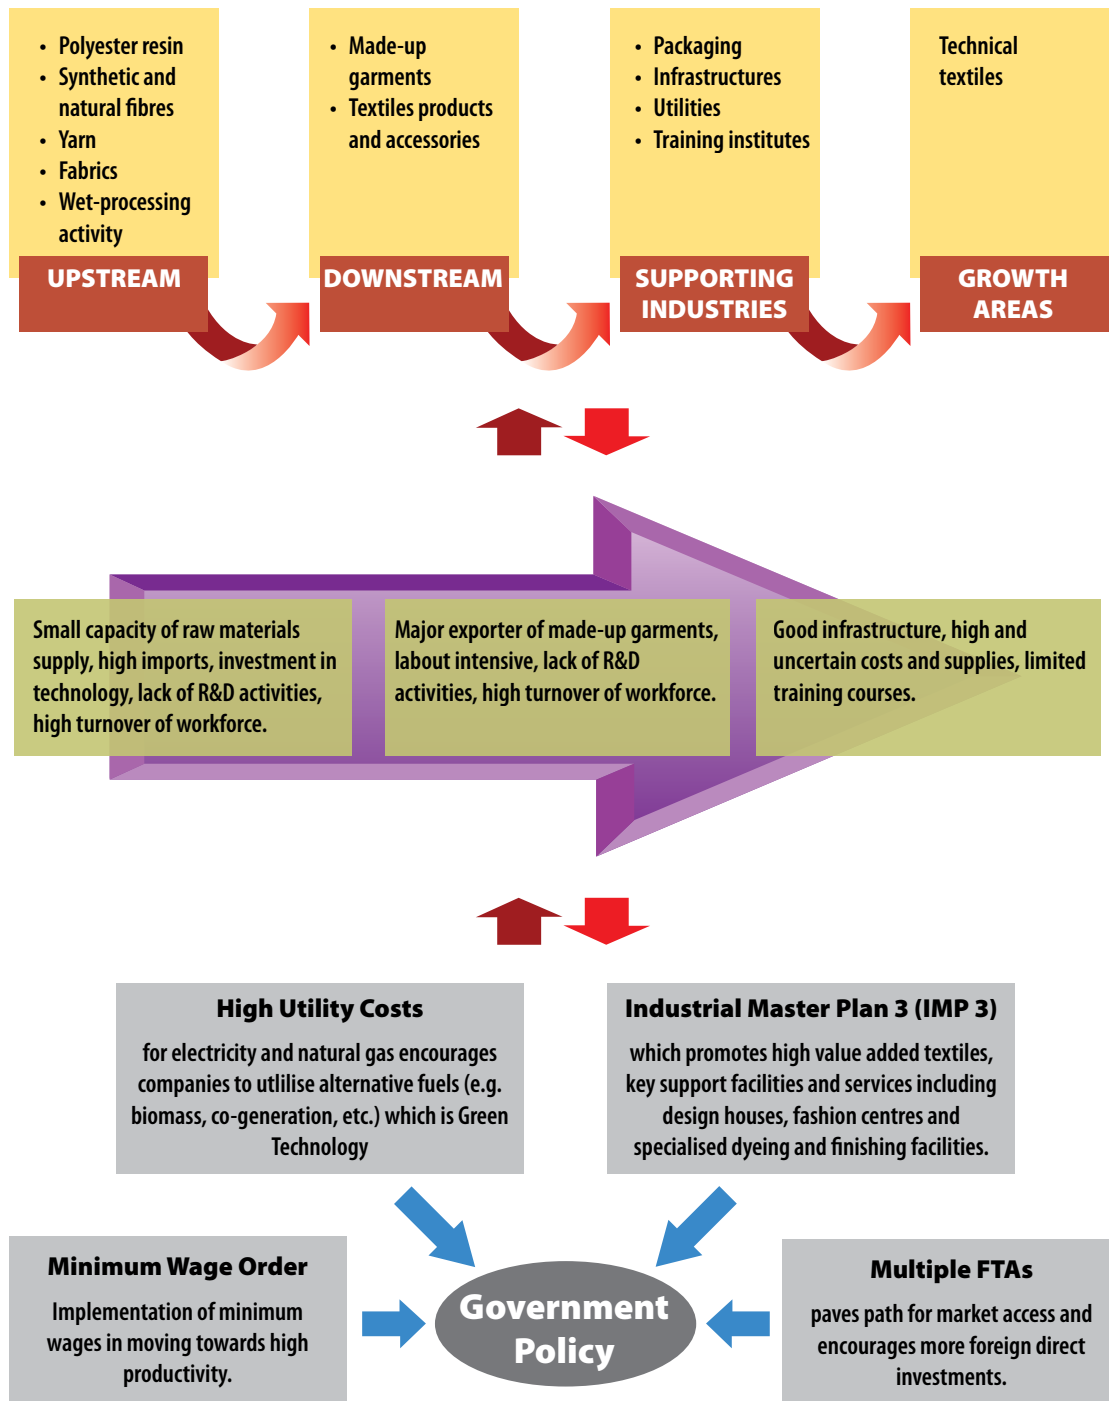 • Polyester resin
• Synthetic and
natural fibres
• Yarn
• Fabrics
• Wet-processing
activity
UPSTREAM
• Made-up
garments
• Textiles products
and accessories
DOWNSTREAM
• Packaging
• Infrastructures
• Utilities
• Training institutes
SUPPORTING
INDUSTRIES
Technical
textiles
GROWTH
AREAS
Small capacity of raw materials
supply, high imports, investment in
technology, lack of R&D activities,
high turnover of workforce.
Major exporter of made-up garments,
labout intensive, lack of R&D
activities, high turnover of workforce.
Good infrastructure, high and
uncertain costs and supplies, limited
training courses.
High Utility Costs
for electricity and natural gas encourages
companies to utlilise alternative fuels (e.g.
biomass, co-generation, etc.) which is Green
Technology
Industrial Master Plan 3 (IMP 3)
which promotes high value added textiles,
key support facilities and services including
design houses, fashion centres and
specialised dyeing and finishing facilities.
Minimum Wage Order
Implementation of minimum
wages in moving towards high
productivity.
Government
Policy
Multiple FTAs
paves path for market access and
encourages more foreign direct
investments.